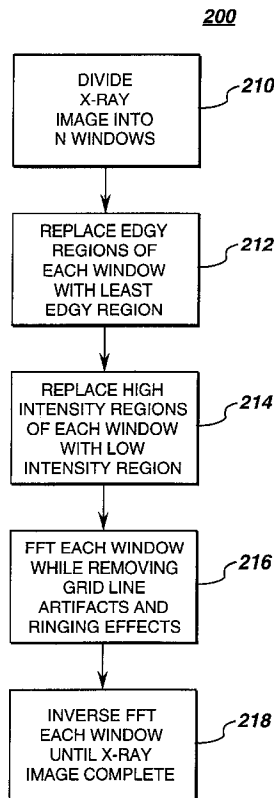 200
DIVIDE
X-RAY
IMAGE INTO
N WINDOWS
210
REPLACE EDGY
REGIONS OF
EACH WINDOW
WITH LEAST
EDGY REGION
212
REPLACE HIGH
INTENSITY REGIONS
OF EACH WINDOW
WITH LOW
INTENSITY REGION
214
FFT EACH WINDOW
WHILE REMOVING
GRID LINE
ARTIFACTS AND
RINGING EFFECTS
216
INVERSE FFT
EACH WINDOW
UNTIL X-RAY
IMAGE COMPLETE
218